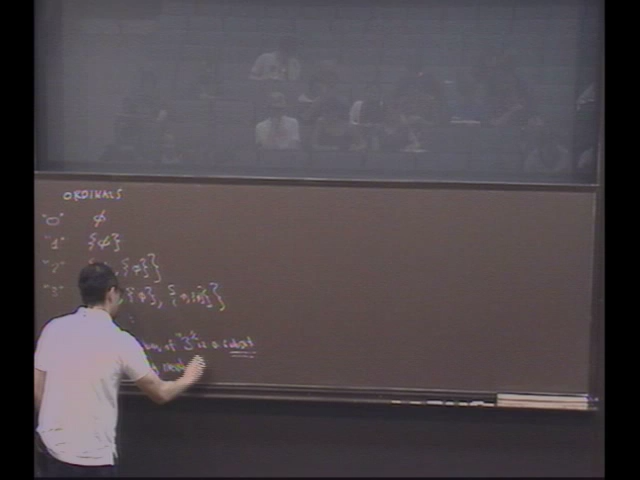 ORDINALS
"0" ∅
"1" {∅}
"2" , {∅}}
"3" {∅}, {∅, {∅}}}
of "3" is a subset